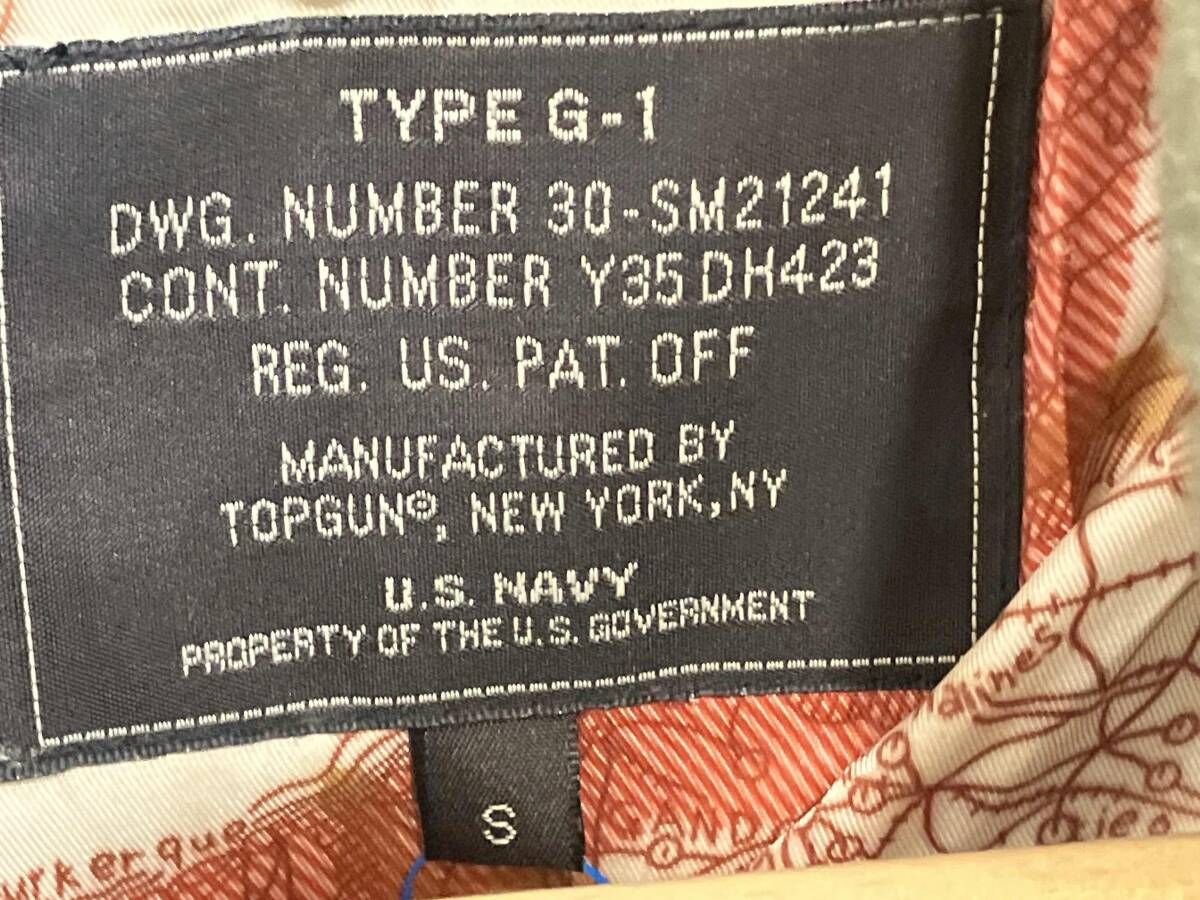 TYPE G-1
DWG. NUMBER 30-SM21241
CONT. NUMBER Y35DH423
REG. US. PAT. OFF
MANUFACTURED BY
TOPGUN®, NEW YORK, NY
U.S. NAVY
PROPERTY OF THE U.S. GOVERNMENT
S
GAND